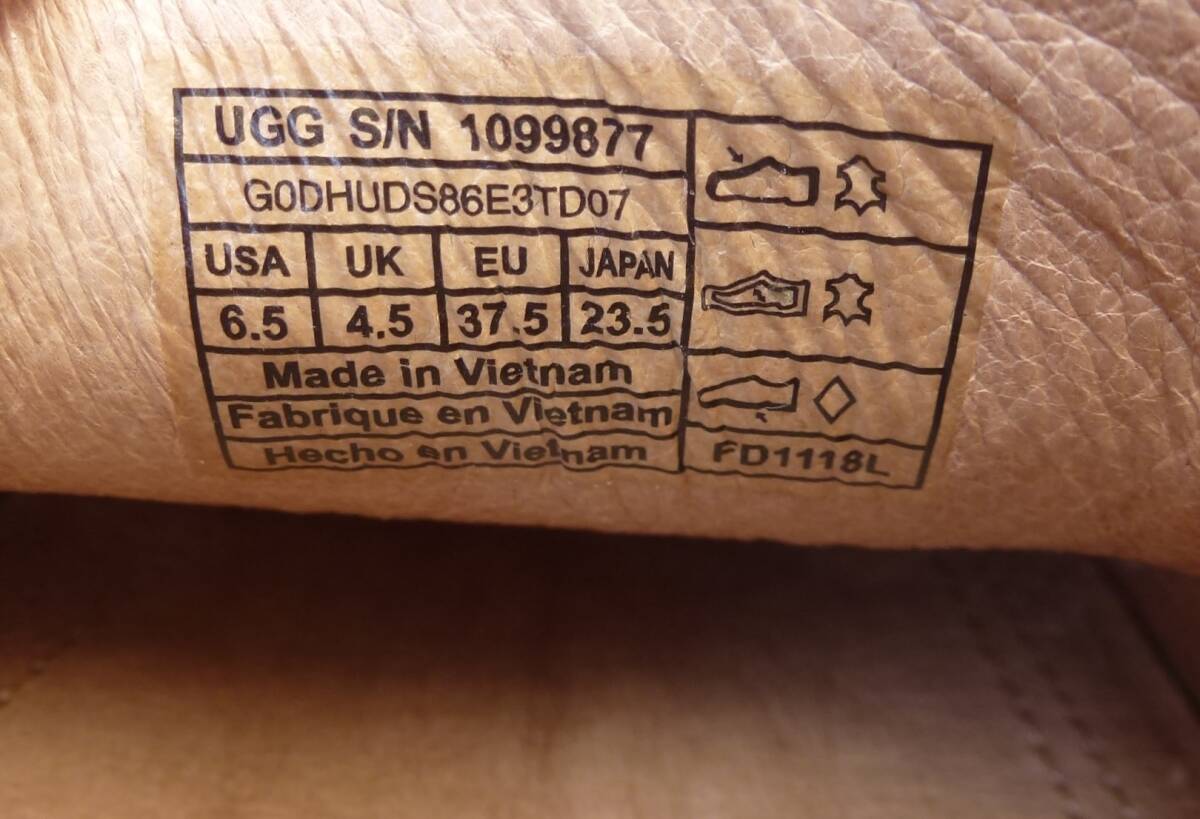 UGG S/N 1099877
G0DHUDS86E3TD07
USA UK EU JAPAN
6.5 4.5 37.5 23.5
Made in Vietnam
Fabrique en Vietnam
Hecho en Vietnam
FD1118L